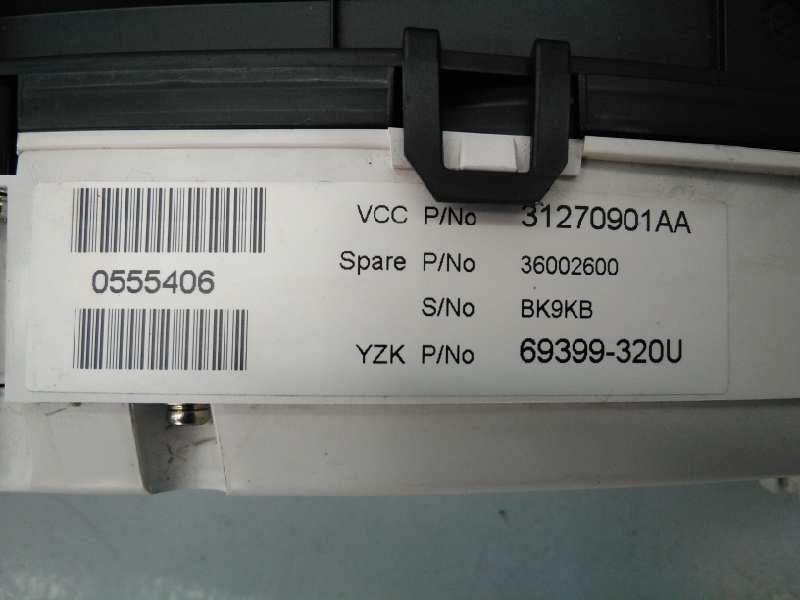 0555406
VCC P/No 31270901AA
Spare P/No 36002600
S/No BK9KB
YZK P/No 69399-320U